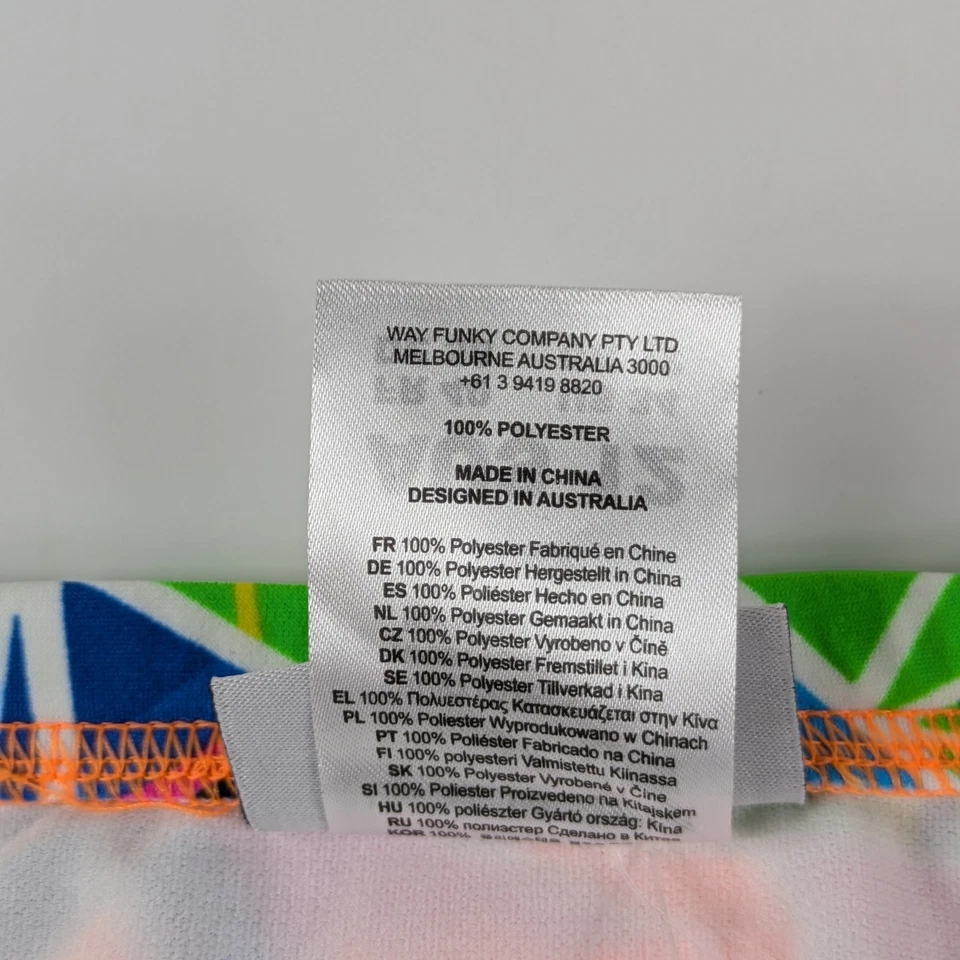 WAY FUNKY COMPANY PTY LTD
MELBOURNE AUSTRALIA 3000
+61 3 9419 8820
100% POLYESTER
MADE IN CHINA
DESIGNED IN AUSTRALIA
FR 100% Polyester Fabriqué en Chine
DE 100% Polyester Hergestellt in China
ES 100% Poliéster Hecho en China
NL 100% Polyester Gemaakt in China
CZ 100% Polyester Vyrobeno v Číně
DK 100% Polyester Fremstillet i Kina
SE 100% Polyester Tillverkad i Kina
EL 100% Πολυεστέρας Κατασκευάζεται στην Κίνα
PL 100% Poliester Wyprodukowano w Chinach
PT 100% Poliéster Fabricado na China
FI 100% polyesteri Valmistettu Kiinassa
SK 100% Polyester Vyrobené v Číne
SI 100% Poliester Proizvedeno na Kitajskem
HU 100% poliészter Gyártó ország: Kína
RU 100% полиэстер Сделано в Китае
KOR 100%